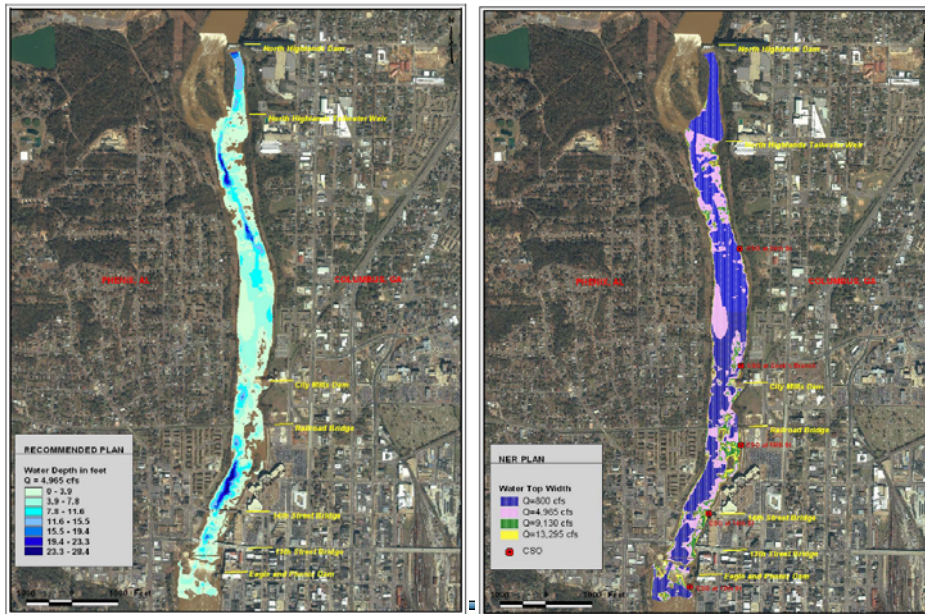 North Highlands Dam
North Highlands Tailwater Weir
PHENIX, AL
COLUMBUS, GA
City Mills Dam
Railroad Bridge
14th Street Bridge
13th Street Bridge
Eagle and Phenix Dam
RECOMMENDED PLAN
Water Depth in feet
Q = 4,965 cfs
0 - 3.9
3.9 - 7.8
7.8 - 11.6
11.6 - 15.5
15.5 - 19.4
19.4 - 23.3
23.3 - 28.4
Feet
North Highlands Dam
North Highlands Tailwater Weir
PHENIX, AL
COLUMBUS, GA
City Mills Dam
Railroad Bridge
14th Street Bridge
13th Street Bridge
Eagle and Phenix Dam
NER PLAN
Water Top Width
Q=800 cfs
Q=4,965 cfs
Q=9,130 cfs
Q=13,295 cfs
CSO
Feet